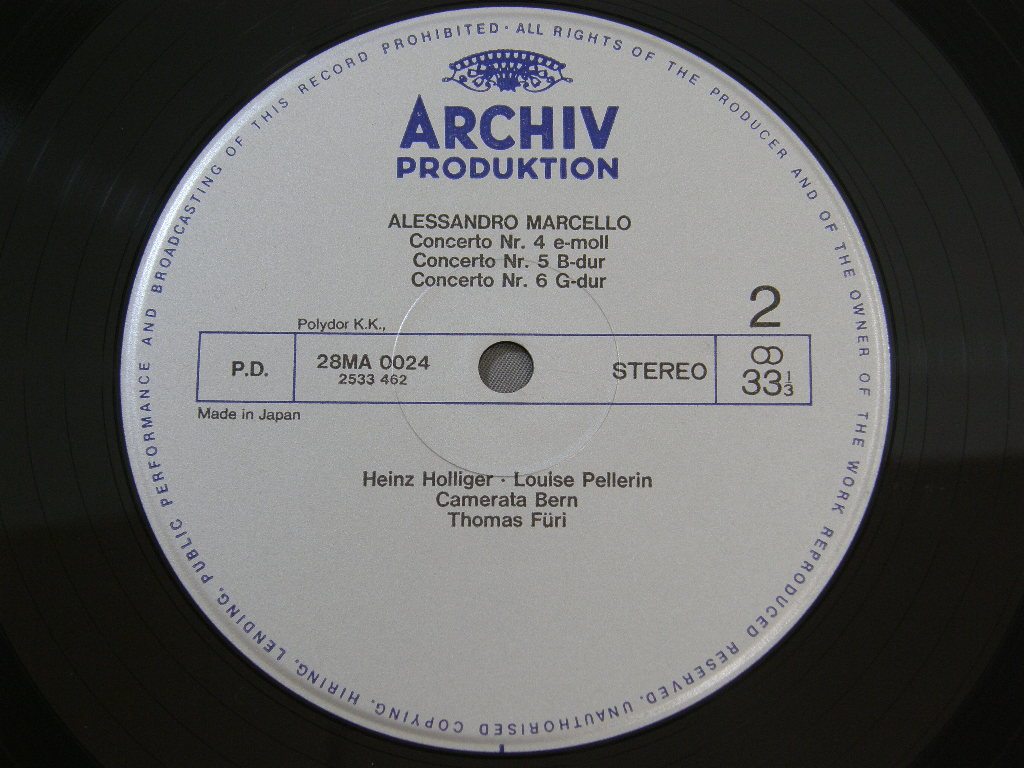 ALL RIGHTS OF THE PRODUCER AND OF THE OWNER OF THE WORK REPRODUCED RESERVED. UNAUTHORISED COPYING, HIRING, LENDING, PUBLIC PERFORMANCE AND BROADCASTING OF THIS RECORD PROHIBITED ·
ARCHIV
PRODUKTION
ALESSANDRO MARCELLO
Concerto Nr. 4 e-moll
Concerto Nr. 5 B-dur
Concerto Nr. 6 G-dur
2
Polydor K.K.,
P.D.
28MA 0024
2533 462
STEREO
33 1/3
Made in Japan
Heinz Holliger · Louise Pellerin
Camerata Bern
Thomas Füri